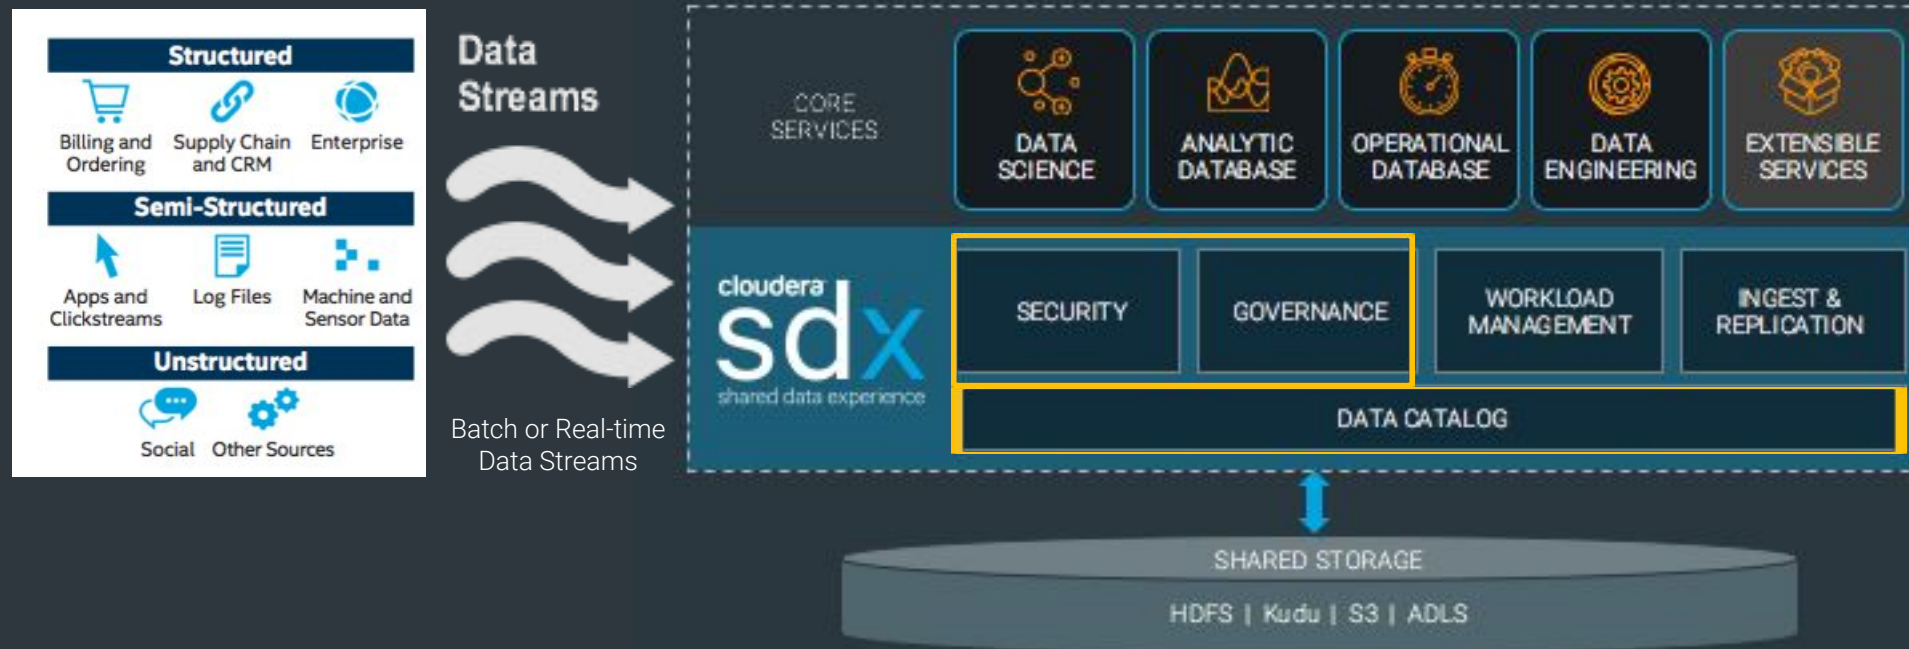 Structured
Billing and
Ordering
Supply Chain
and CRM
Enterprise
Semi-Structured
Apps and
Clickstreams
Log Files
Machine and
Sensor Data
Unstructured
Social
Other Sources
Data
Streams
Batch or Real-time
Data Streams
CORE
SERVICES
DATA
SCIENCE
ANALYTIC
DATABASE
OPERATIONAL
DATABASE
DATA
ENGINEERING
EXTENSIBLE
SERVICES
cloudera
sdx
shared data experience
SECURITY
GOVERNANCE
WORKLOAD
MANAGEMENT
INGEST &
REPLICATION
DATA CATALOG
SHARED STORAGE
HDFS | Kudu | S3 | ADLS